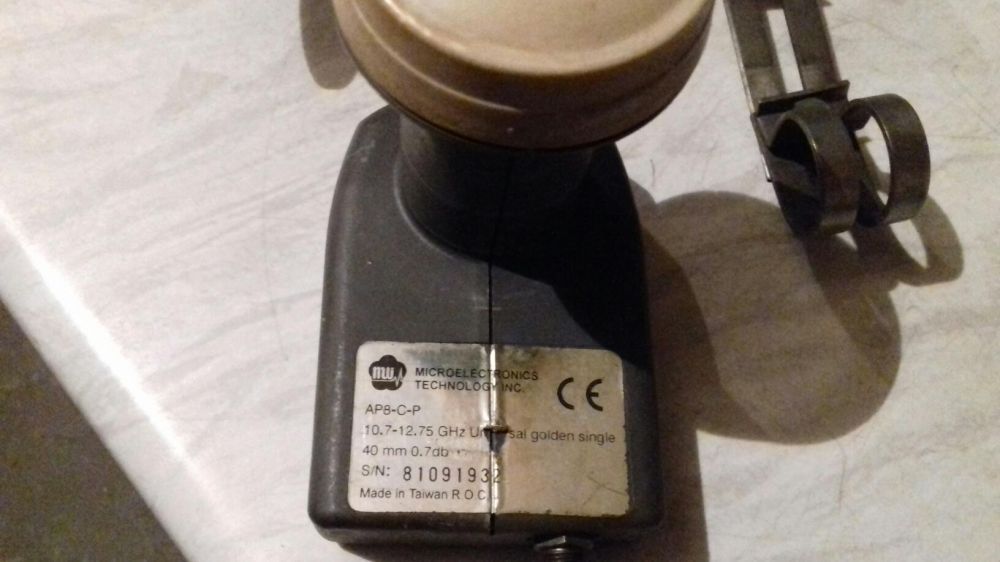 mw
MICROELECTRONICS
TECHNOLOGY INC.
CE
AP8-C-P
10.7-12.75 GHz Universal golden single
40 mm 0.7db
S/N: 81091932
Made in Taiwan R O C